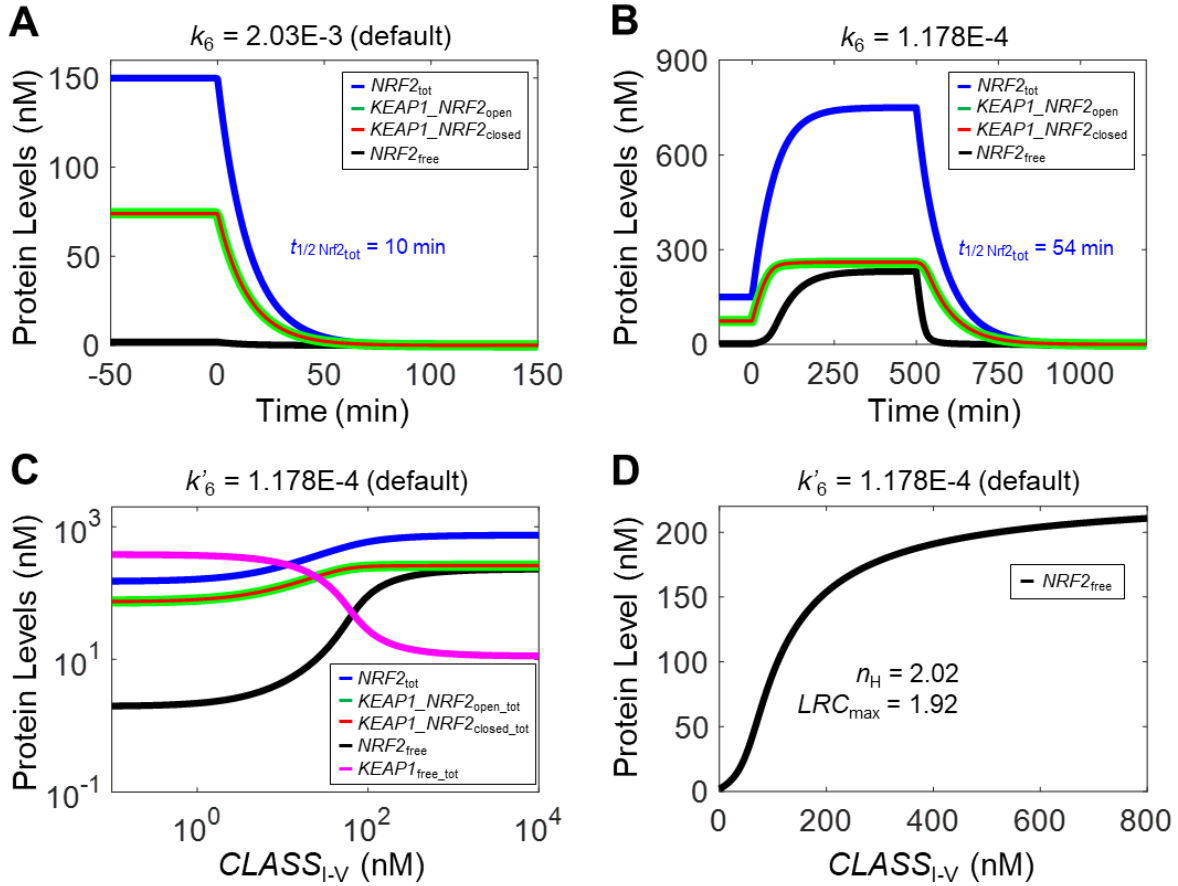 A
k6 = 2.03E-3 (default)
Protein Levels (nM)
150
100
50
0
NRF2tot
KEAP1_NRF2open
KEAP1_NRF2closed
NRF2free
t1/2 Nrf2tot = 10 min
-50
0
50
100
150
Time (min)
B
k6 = 1.178E-4
Protein Levels (nM)
900
600
300
0
NRF2tot
KEAP1_NRF2open
KEAP1_NRF2closed
NRF2free
t1/2 Nrf2tot = 54 min
0
250
500
750
1000
Time (min)
C
k'6 = 1.178E-4 (default)
Protein Levels (nM)
10^3
10^1
10^-1
NRF2tot
KEAP1_NRF2open_tot
KEAP1_NRF2closed_tot
NRF2free
KEAP1free_tot
10^0
10^2
10^4
CLASSI-V (nM)
D
k'6 = 1.178E-4 (default)
Protein Level (nM)
200
150
100
50
0
NRF2free
nH = 2.02
LRCmax = 1.92
0
200
400
600
800
CLASSI-V (nM)